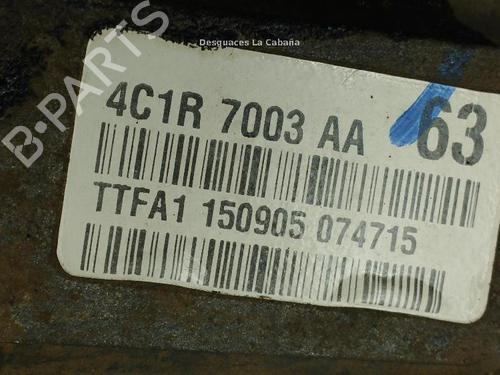 Desguaces La Cabaña
B-PARTS
4C1R 7003 AA 63
TTFA1 150905 074715